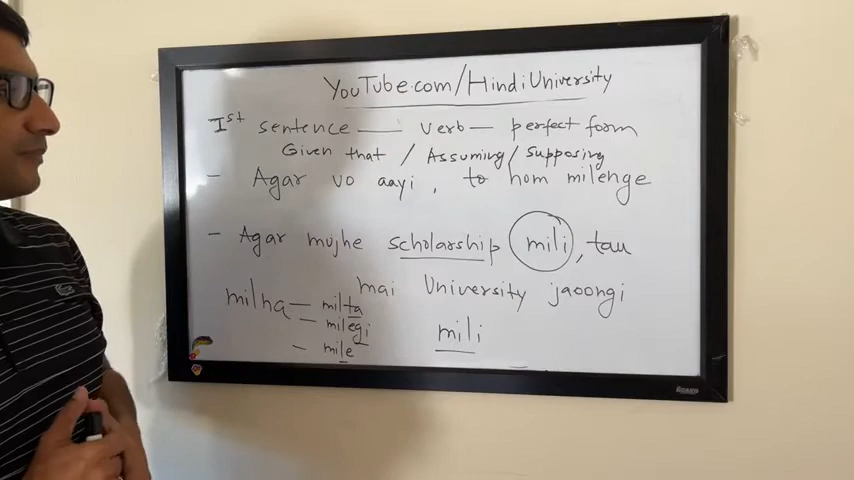 YouTube.com/HindiUniversity
Ist sentence — verb — perfect form
Given that / Assuming / Supposing
- Agar vo aayi, to hom milenge
- Agar mujhe scholarship mili, tau
mai University jaoongi
milna — milta
- milegi
- mile
mili